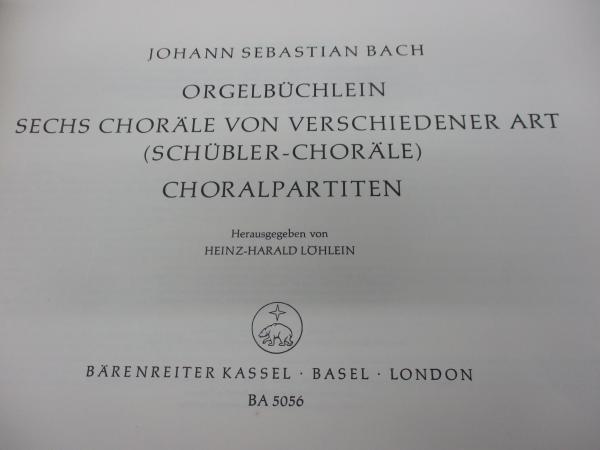 JOHANN SEBASTIAN BACH
ORGELBÜCHLEIN
SECHS CHORÄLE VON VERSCHIEDENER ART
(SCHÜBLER-CHORÄLE)
CHORALPARTITEN
Herausgegeben von
HEINZ-HARALD LÖHLEIN
BÄRENREITER KASSEL · BASEL · LONDON
BA 5056